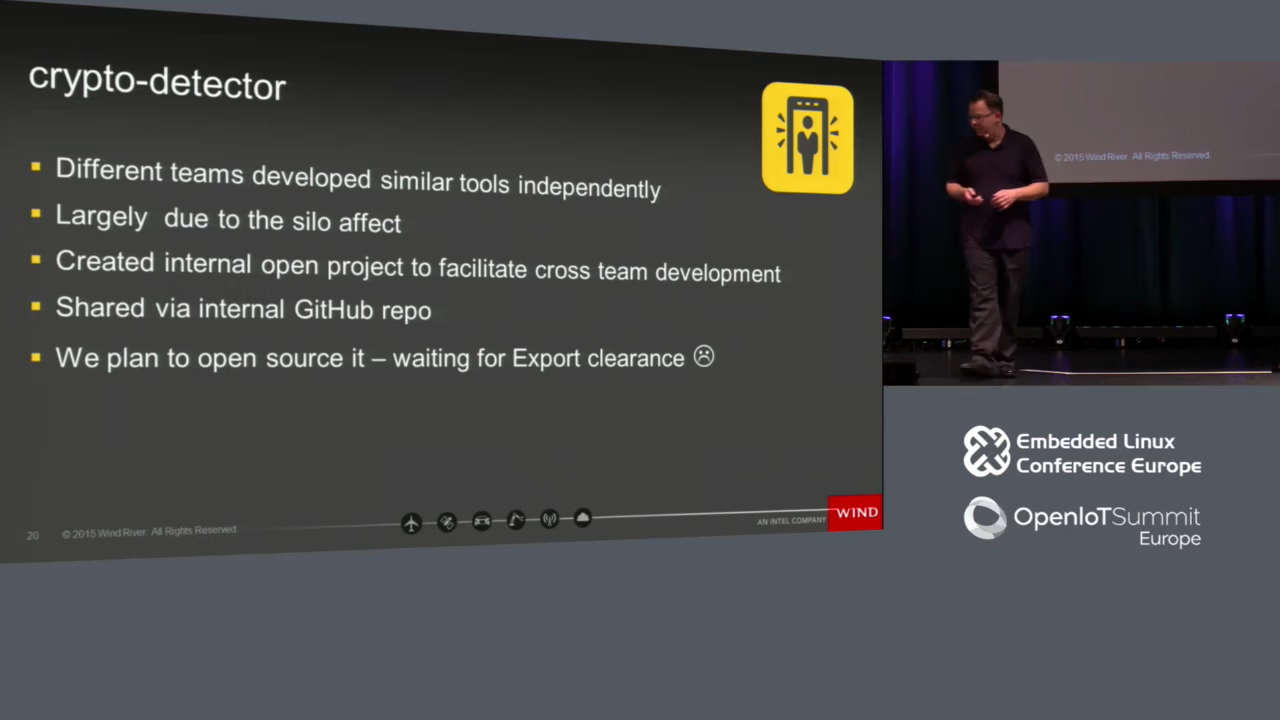 crypto-detector
▪ Different teams developed similar tools independently
▪ Largely due to the silo affect
▪ Created internal open project to facilitate cross team development
▪ Shared via internal GitHub repo
▪ We plan to open source it – waiting for Export clearance ☹
20 © 2015 Wind River. All Rights Reserved.
AN INTEL COMPANY
WIND
© 2015 Wind River All Rights Reserved.
Embedded Linux
Conference Europe
OpenIoTSummit
Europe